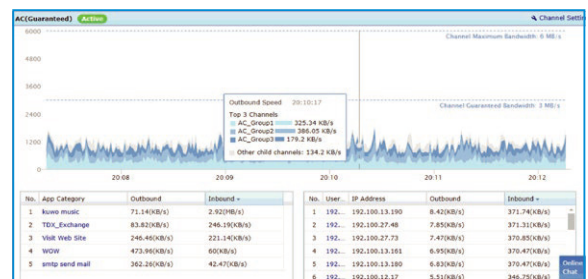 AC(Guaranteed) Active Channel Settin
6000
Channel Maximum Bandwidth: 6 MB/s
4800
3600
Channel Guaranteed Bandwidth: 3 MB/s
2400
1200
0
Outbound Speed 20:10:17
Top 3 Channels
AC_Group1 325.34 KB/s
AC_Group2 386.05 KB/s
AC_Group3 179.2 KB/s
Other child channels: 134.2 KB/s
20:08 20:09 20:10 20:11 20:12
No. App Category Outbound Inbound
1 kuwo music 71.14(KB/s) 2.92(MB/s)
2 TDX_Exchange 83.82(KB/s) 246.19(KB/s)
3 Visit Web Site 246.46(KB/s) 221.14(KB/s)
4 WOW 473.96(KB/s) 60(KB/s)
5 smtp send mail 362.26(KB/s) 42.47(KB/s)
No. User... IP Address Outbound Inbound
1 192,... 192.100.13.190 8.42(KB/s) 371.74(KB/s)
2 192,... 192.100.27.48 7.85(KB/s) 371.31(KB/s)
3 192,... 192.100.27.73 7.47(KB/s) 370.85(KB/s)
4 192,... 192.100.13.161 6.95(KB/s) 370.47(KB/s)
5 192,... 192.100.13.180 6.63(KB/s) 370.47(KB/s)
6 192,... 192.100.12.17 5.51(KB/s) 346.75(KB/s)
Online
Chat